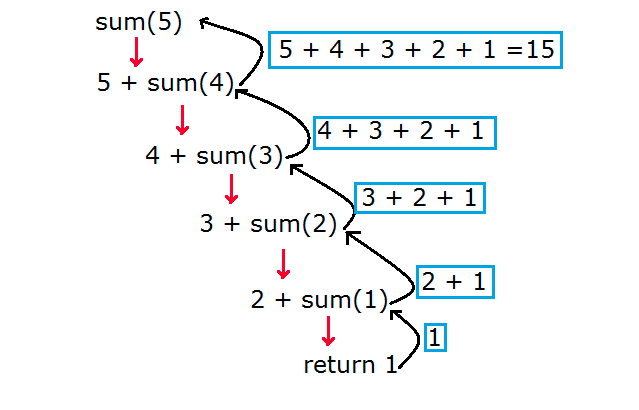 sum(5)
5 + 4 + 3 + 2 + 1 =15
5 + sum(4)
4 + 3 + 2 + 1
4 + sum(3)
3 + 2 + 1
3 + sum(2)
2 + 1
2 + sum(1)
1
return 1